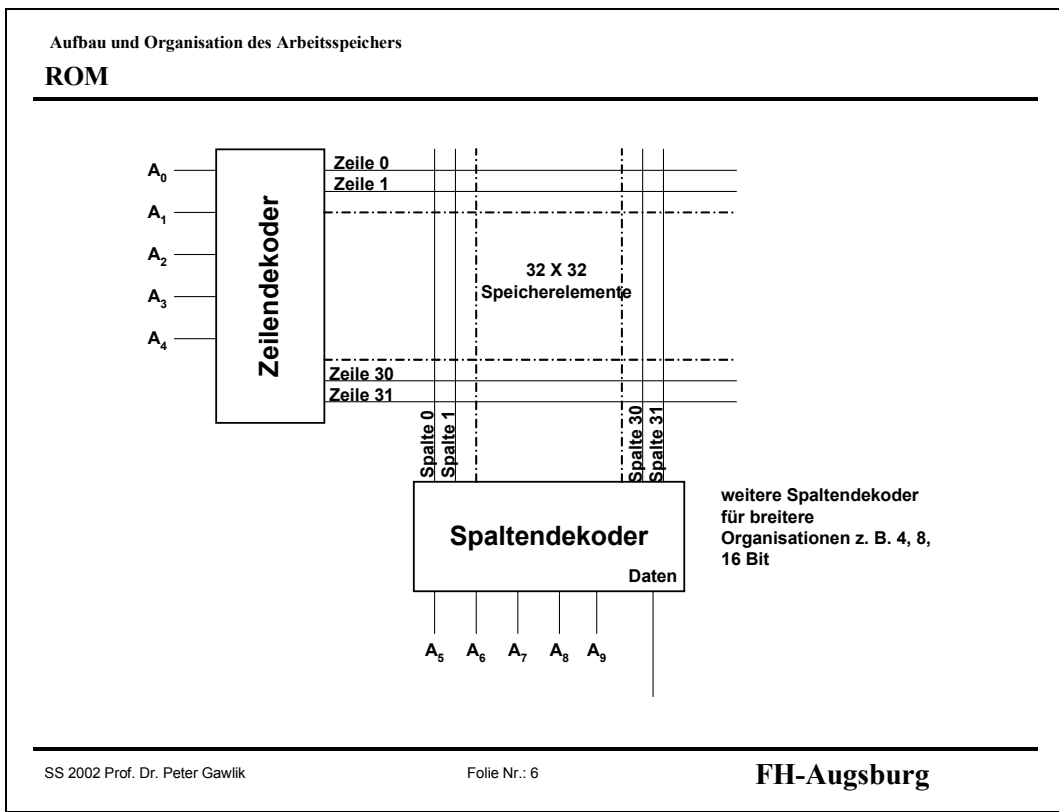 Aufbau und Organisation des Arbeitsspeichers
ROM
A0
A1
A2
A3
A4
Zeilendekoder
Zeile 0
Zeile 1
32 X 32
Speicherelemente
Zeile 30
Zeile 31
Spalte 0
Spalte 1
Spalte 30
Spalte 31
Spaltendekoder
Daten
A5
A6
A7
A8
A9
weitere Spaltendekoder
für breitere
Organisationen z. B. 4, 8,
16 Bit
SS 2002 Prof. Dr. Peter Gawlik
Folie Nr.: 6
FH-Augsburg